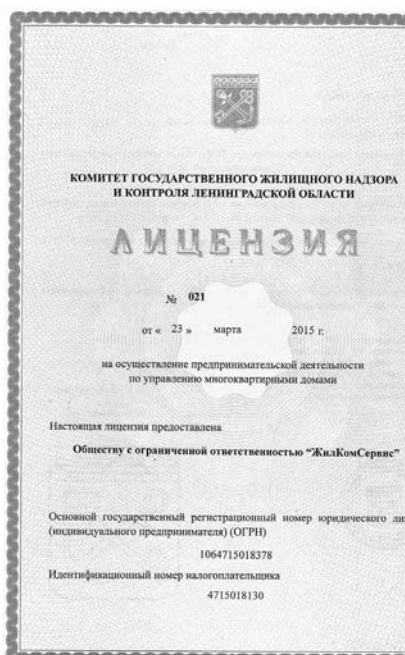 КОМИТЕТ ГОСУДАРСТВЕННОГО ЖИЛИЩНОГО НАДЗОРА
И КОНТРОЛЯ ЛЕНИНГРАДСКОЙ ОБЛАСТИ
ЛИЦЕНЗИЯ
№ 021
от « 23 » марта 2015 г.
на осуществление предпринимательской деятельности
по управлению многоквартирными домами
Настоящая лицензия предоставлена
Обществу с ограниченной ответственностью “ЖилКомСервис”
Основной государственный регистрационный номер юридического ли
(индивидуального предпринимателя) (ОГРН)
1064715018378
Идентификационный номер налогоплательщика
4715018130